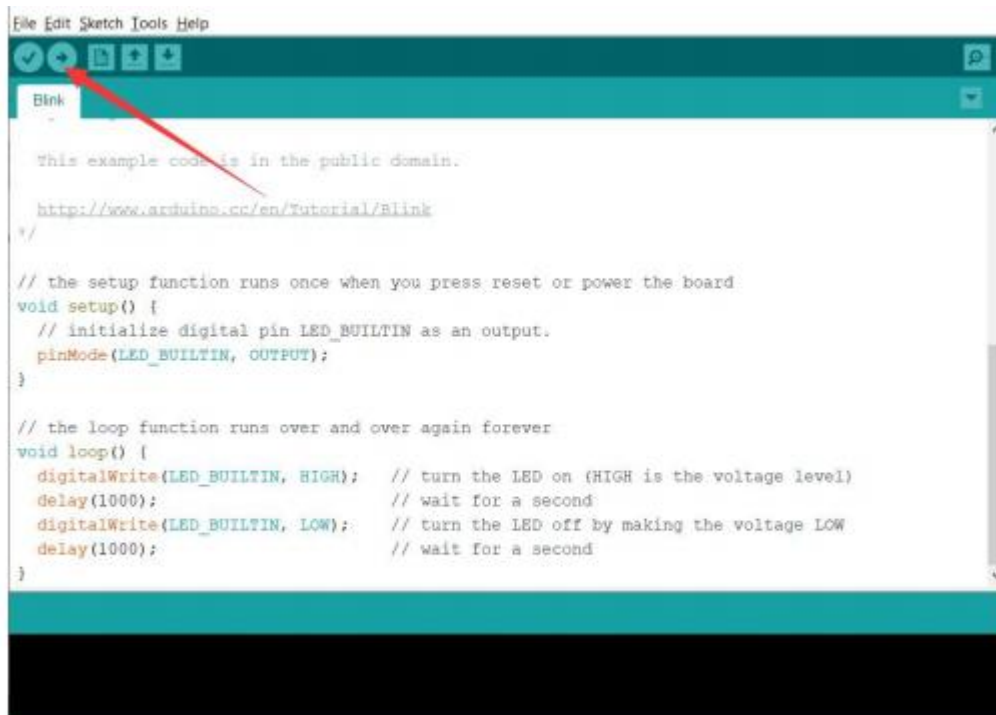 File Edit Sketch Tools Help
Blink
This example code is in the public domain.
http://www.arduino.cc/en/Tutorial/Blink
*/
// the setup function runs once when you press reset or power the board
void setup() {
  // initialize digital pin LED_BUILTIN as an output.
  pinMode(LED_BUILTIN, OUTPUT);
}
// the loop function runs over and over again forever
void loop() {
  digitalWrite(LED_BUILTIN, HIGH);   // turn the LED on (HIGH is the voltage level)
  delay(1000);                       // wait for a second
  digitalWrite(LED_BUILTIN, LOW);    // turn the LED off by making the voltage LOW
  delay(1000);                       // wait for a second
}